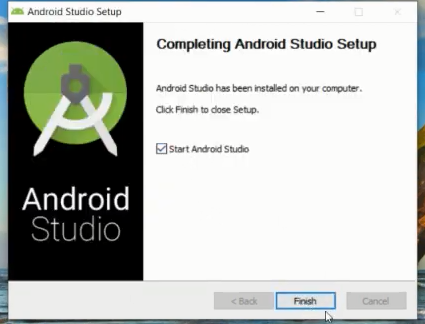 Android Studio Setup
Completing Android Studio Setup
Android Studio has been installed on your computer.
Click Finish to close Setup.
Start Android Studio
Android
Studio
< Back
Finish
Cancel